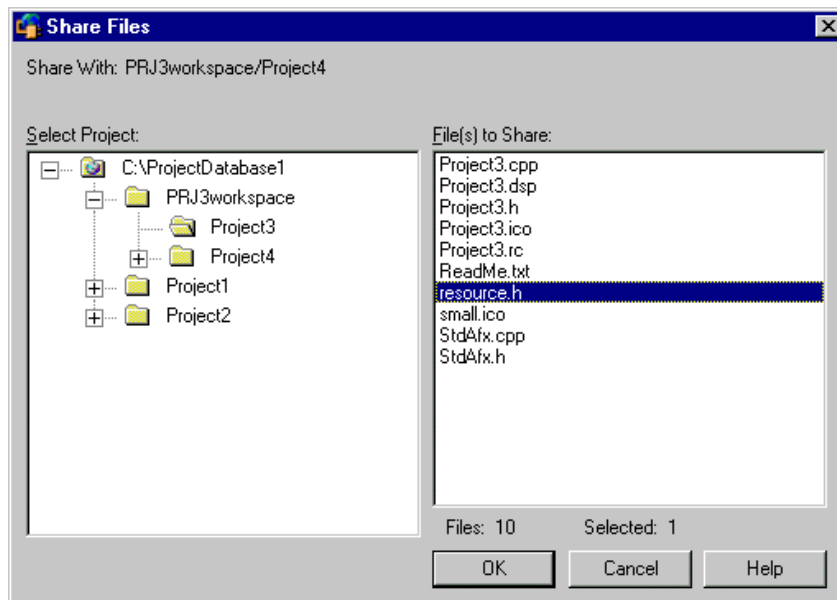 Share Files
Share With: PRJ3workspace/Project4
Select Project:
C:\ProjectDatabase1
PRJ3workspace
Project3
Project4
Project1
Project2
File(s) to Share:
Project3.cpp
Project3.dsp
Project3.h
Project3.ico
Project3.rc
ReadMe.txt
resource.h
small.ico
StdAfx.cpp
StdAfx.h
Files: 10 Selected: 1
OK Cancel Help